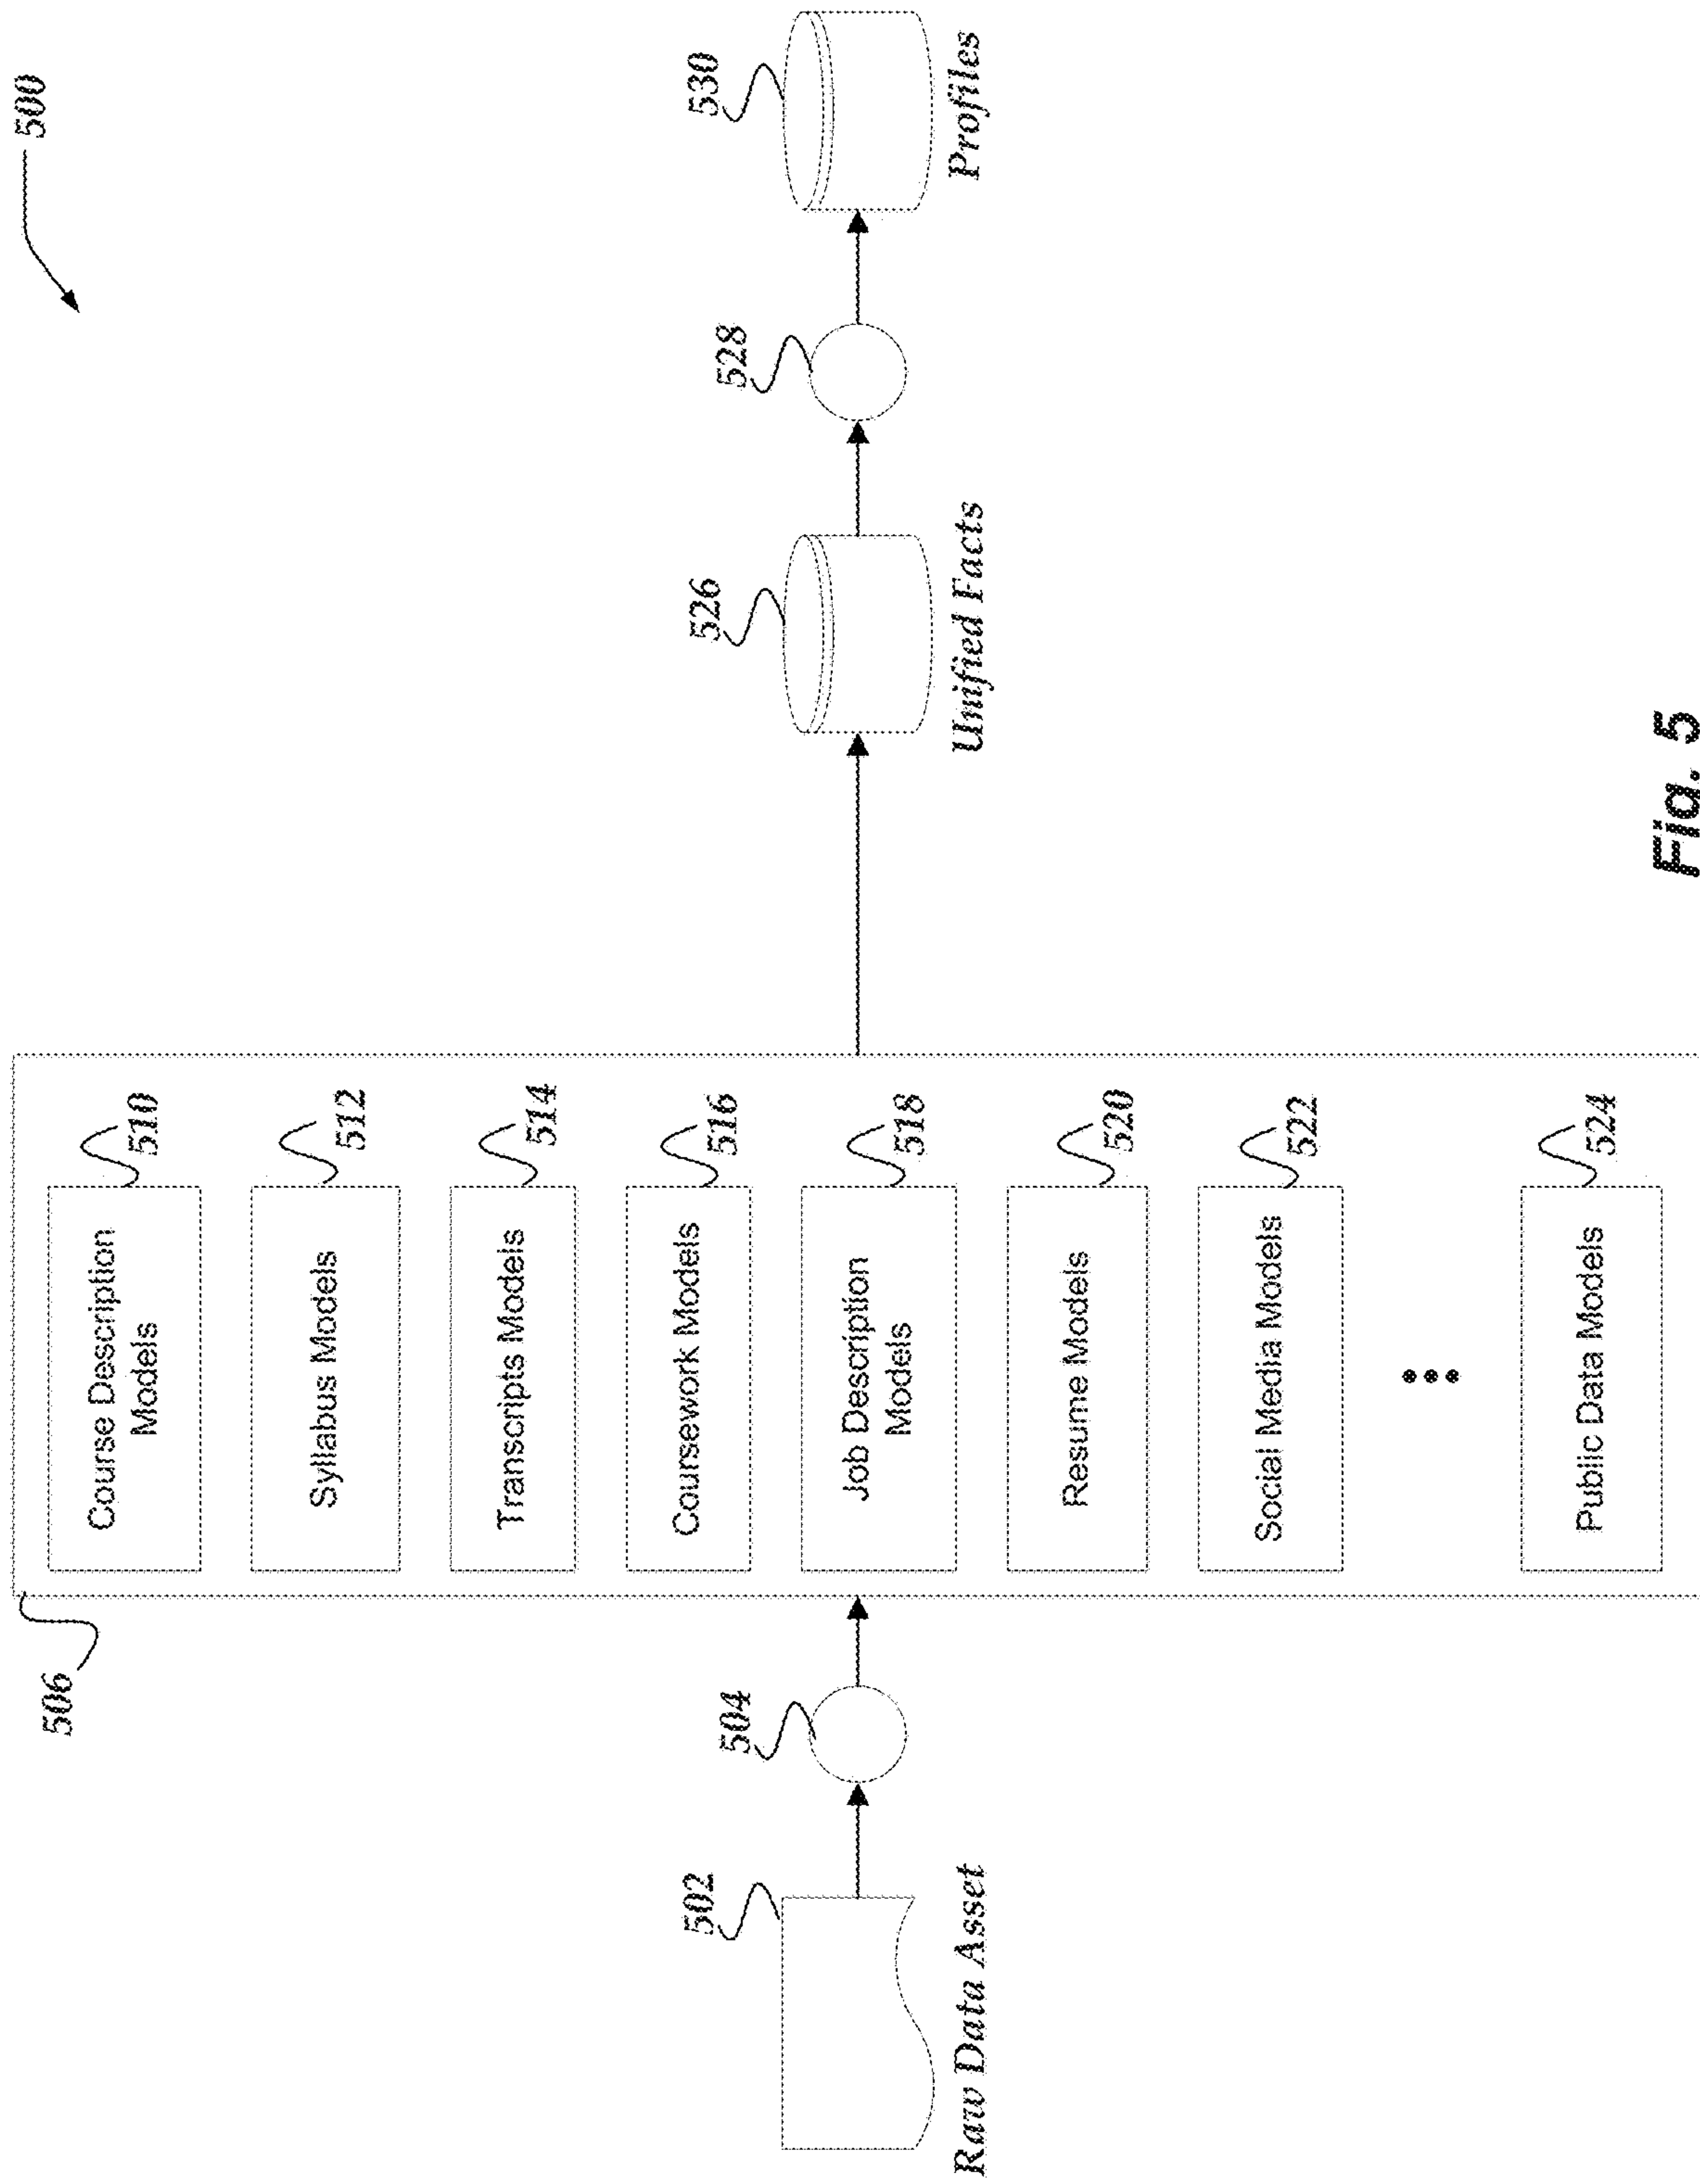 500
506
Course Description
Models
510
Syllabus Models
512
Transcripts Models
514
Coursework Models
516
Job Description
Models
518
Resume Models
520
Social Media Models
522
Public Data Models
524
502
Raw Data Asset
504
526
Unified Facts
528
530
Profiles
Fig. 5